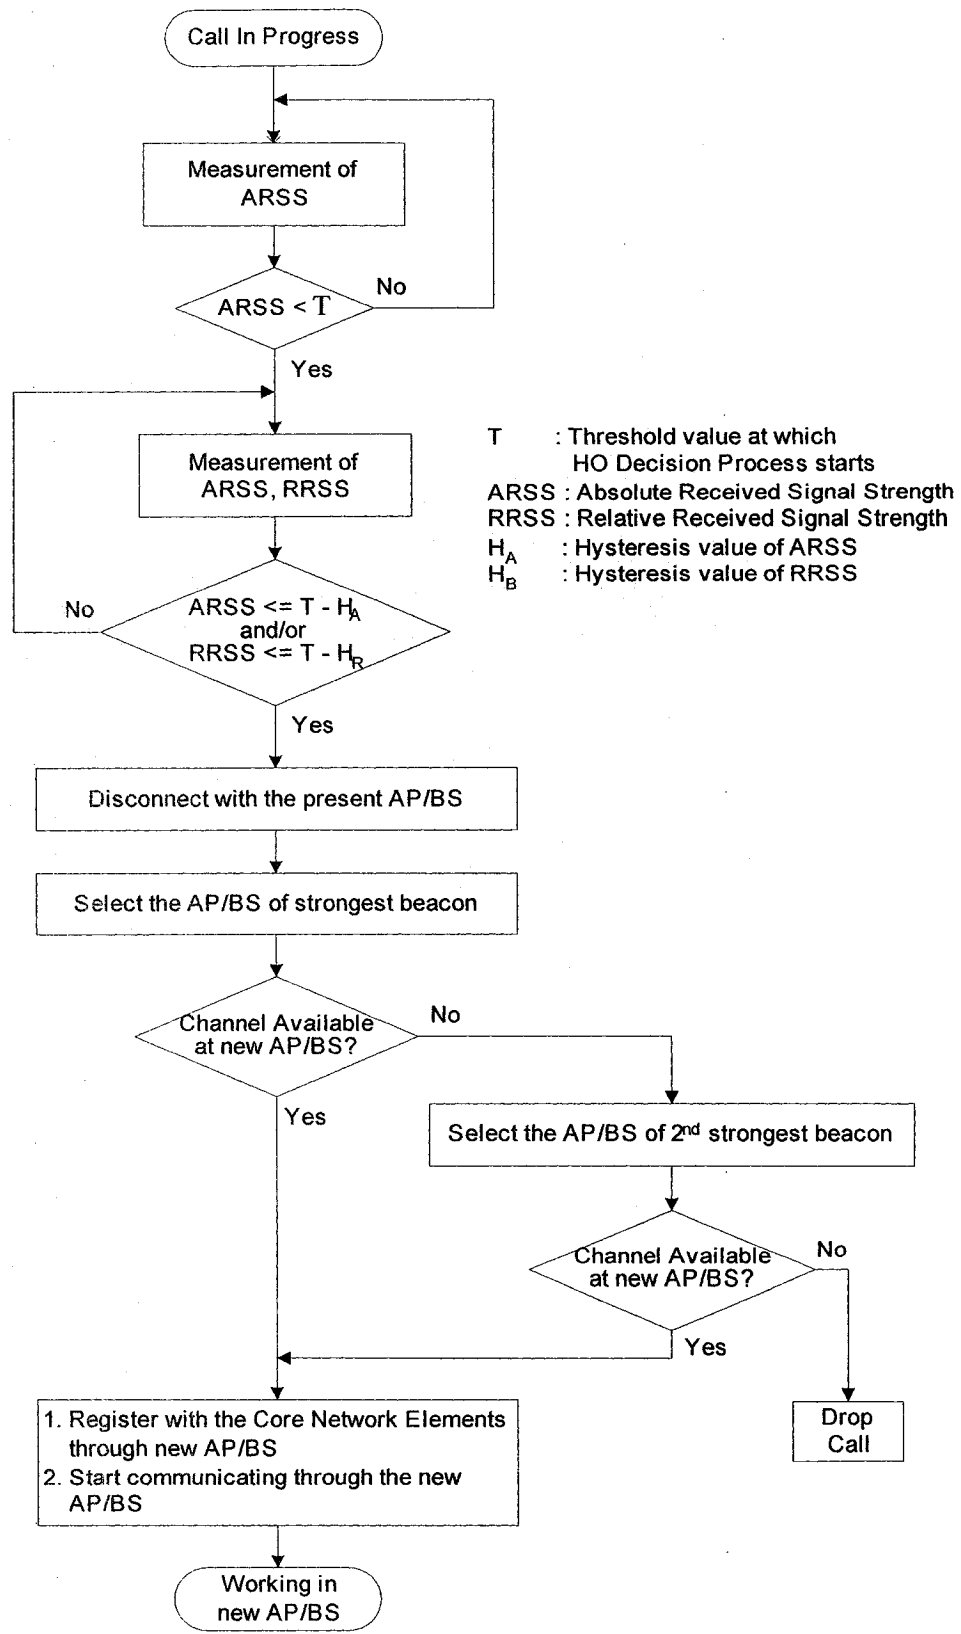 Call In Progress
Measurement of
ARSS
ARSS < T
No
Yes
Measurement of
ARSS, RRSS
T : Threshold value at which
HO Decision Process starts
ARSS : Absolute Received Signal Strength
RRSS : Relative Received Signal Strength
H_A : Hysteresis value of ARSS
H_B : Hysteresis value of RRSS
No
ARSS <= T - H_A
and/or
RRSS <= T - H_R
Yes
Disconnect with the present AP/BS
Select the AP/BS of strongest beacon
Channel Available
at new AP/BS?
No
Yes
Select the AP/BS of 2nd strongest beacon
Channel Available
at new AP/BS?
No
Yes
1. Register with the Core Network Elements
through new AP/BS
2. Start communicating through the new
AP/BS
Drop
Call
Working in
new AP/BS